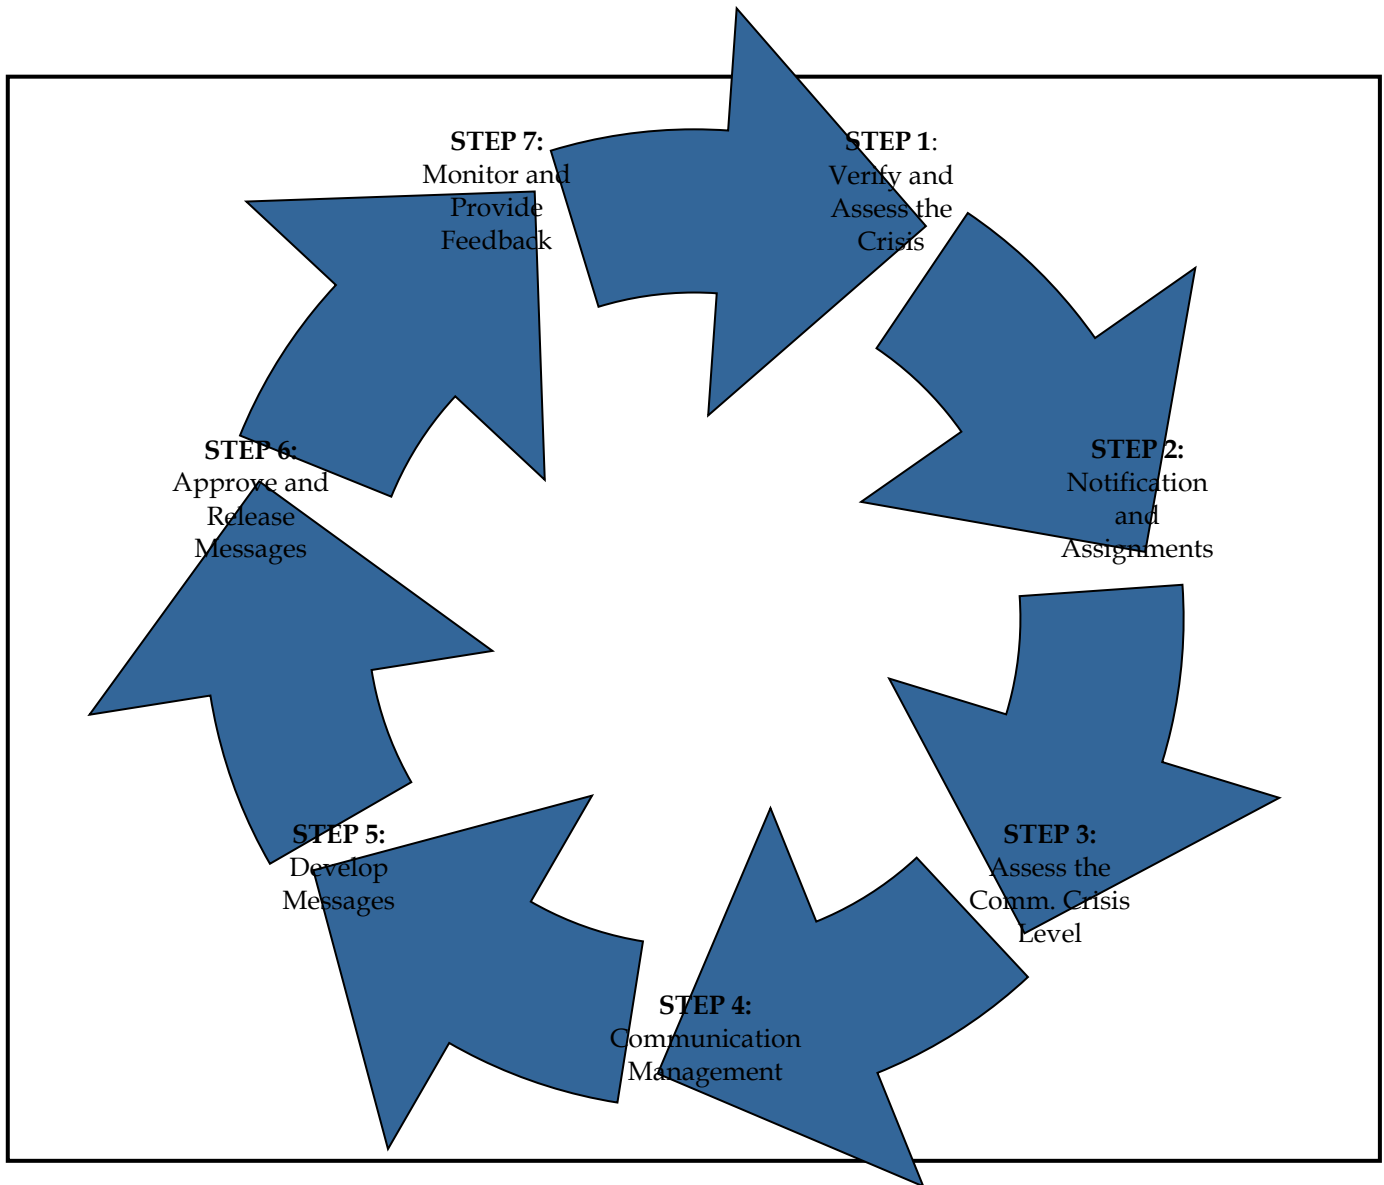 STEP 1:
Verify and
Assess the
Crisis
STEP 2:
Notification
and
Assignments
STEP 3:
Assess the
Comm. Crisis
Level
STEP 4:
Communication
Management
STEP 5:
Develop
Messages
STEP 6:
Approve and
Release
Messages
STEP 7:
Monitor and
Provide
Feedback